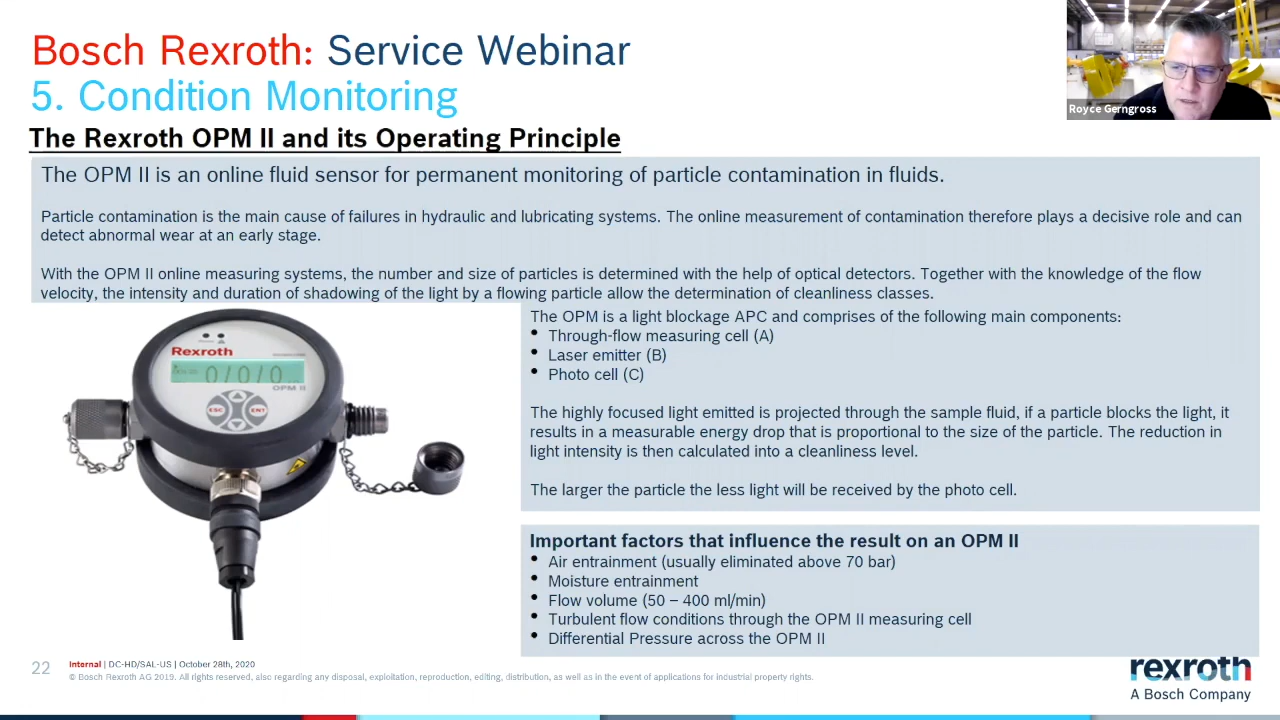 Bosch Rexroth: Service Webinar
5. Condition Monitoring
Royce Gerngross
The Rexroth OPM II and its Operating Principle
The OPM II is an online fluid sensor for permanent monitoring of particle contamination in fluids.
Particle contamination is the main cause of failures in hydraulic and lubricating systems. The online measurement of contamination therefore plays a decisive role and can
detect abnormal wear at an early stage.
With the OPM II online measuring systems, the number and size of particles is determined with the help of optical detectors. Together with the knowledge of the flow
velocity, the intensity and duration of shadowing of the light by a flowing particle allow the determination of cleanliness classes.
Rexroth
0/0/0
OPM II
ESC
ENT
The OPM is a light blockage APC and comprises of the following main components:
• Through-flow measuring cell (A)
• Laser emitter (B)
• Photo cell (C)
The highly focused light emitted is projected through the sample fluid, if a particle blocks the light, it
results in a measurable energy drop that is proportional to the size of the particle. The reduction in
light intensity is then calculated into a cleanliness level.
The larger the particle the less light will be received by the photo cell.
Important factors that influence the result on an OPM II
• Air entrainment (usually eliminated above 70 bar)
• Moisture entrainment
• Flow volume (50 – 400 ml/min)
• Turbulent flow conditions through the OPM II measuring cell
• Differential Pressure across the OPM II
22
Internal | DC-HD/SAL-US | October 28th, 2020
© Bosch Rexroth AG 2019. All rights reserved, also regarding any disposal, exploitation, reproduction, editing, distribution, as well as in the event of applications for industrial property rights.
rexroth
A Bosch Company